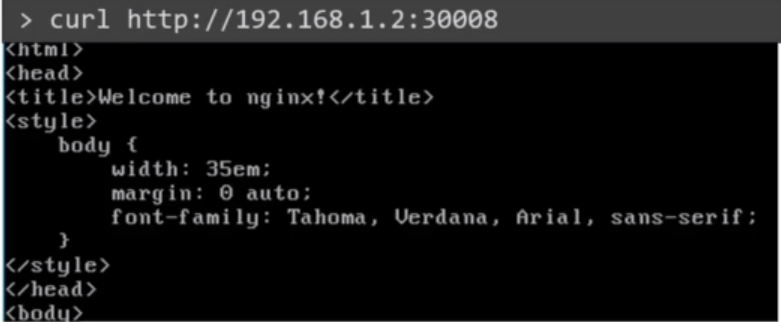 > curl http://192.168.1.2:30008
<html>
<head>
<title>Welcome to nginx!</title>
<style>
    body {
        width: 35em;
        margin: 0 auto;
        font-family: Tahoma, Verdana, Arial, sans-serif;
    }
</style>
</head>
<body>